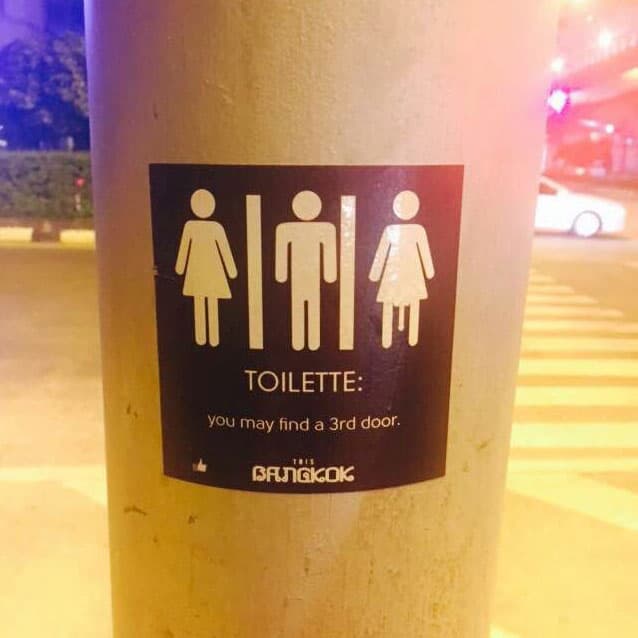 TOILETTE:
you may find a 3rd door.
THIS
BANGKOK